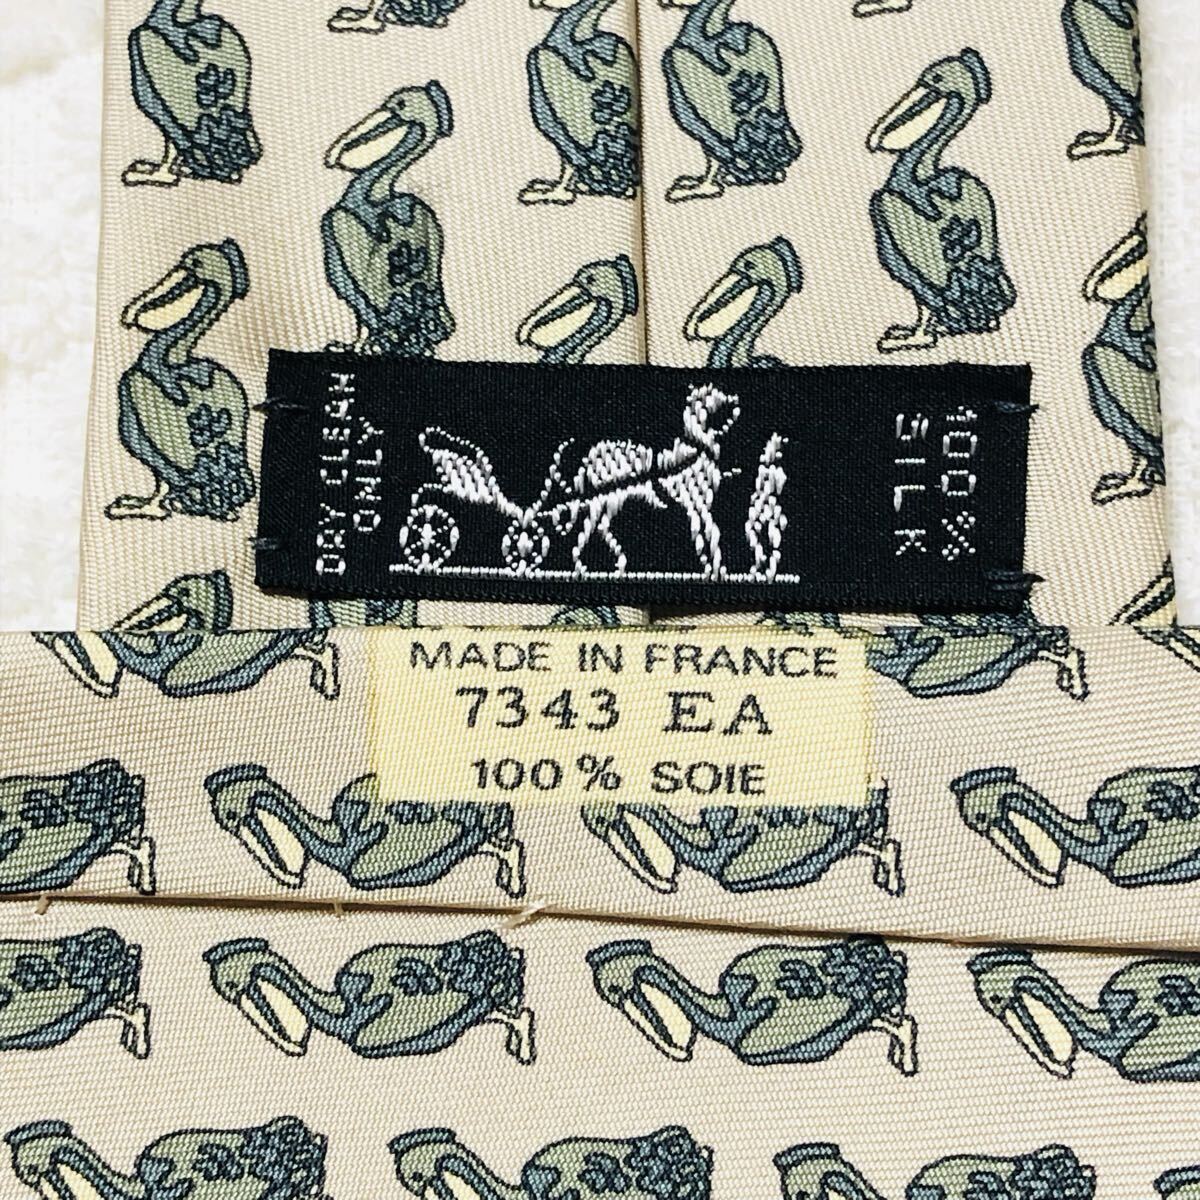 DRY CLEAN
ONLY
100%
SILK
MADE IN FRANCE
7343 EA
100% SOIE